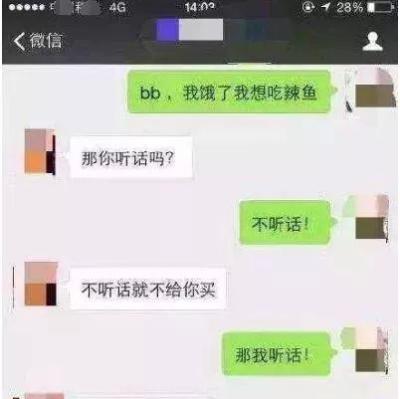 4G 14:03 28%
微信
bb，我饿了我想吃辣鱼
那你听话吗？
不听话！
不听话就不给你买
那我听话！